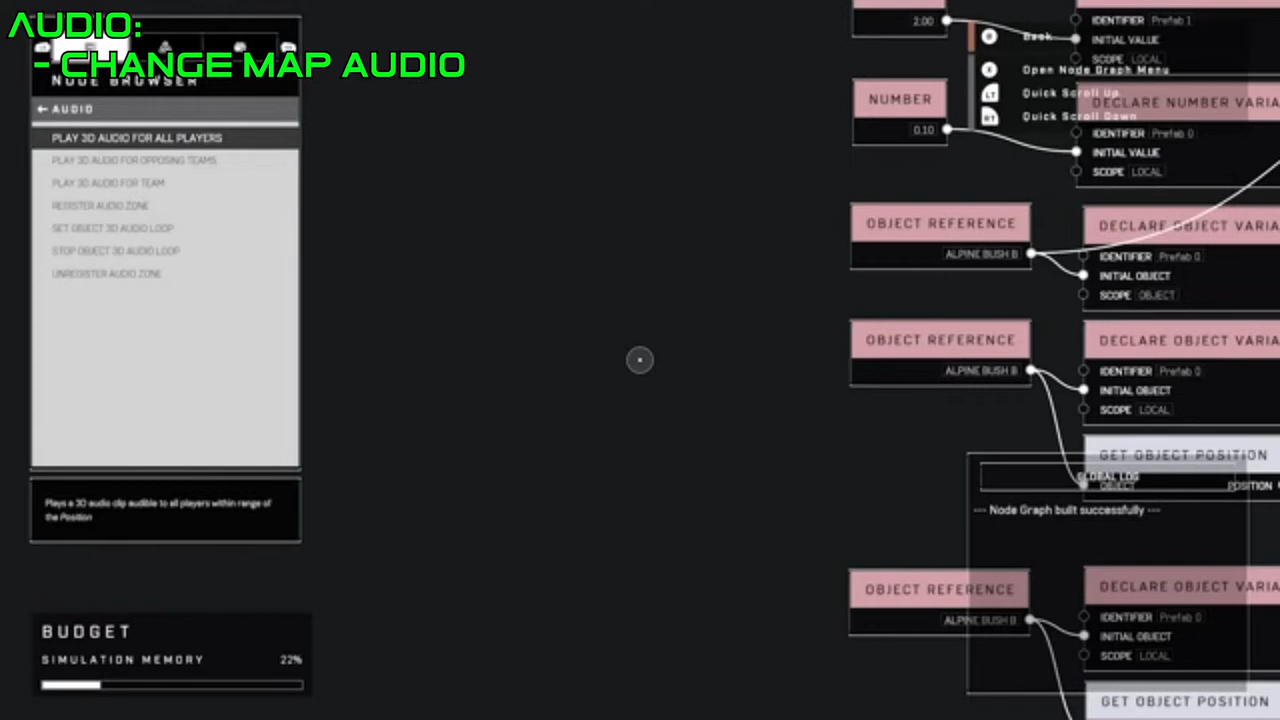 AUDIO:
- CHANGE MAP AUDIO
NODE BROWSER
← AUDIO
PLAY 3D AUDIO FOR ALL PLAYERS
PLAY 3D AUDIO FOR OPPOSING TEAMS
PLAY 3D AUDIO FOR TEAM
REGISTER AUDIO ZONE
SET OBJECT 3D AUDIO LOOP
STOP OBJECT 3D AUDIO LOOP
UNREGISTER AUDIO ZONE
Plays a 3D audio clip audible to all players within range of
the Position
BUDGET
SIMULATION MEMORY 22%
2.00
IDENTIFIER Prefab 1
INITIAL VALUE
SCOPE LOCAL
Back
Open Node Graph Menu
LT Quick Scroll Up
RT Quick Scroll Down
NUMBER
0.10
DECLARE NUMBER VARIA
IDENTIFIER Prefab 0
INITIAL VALUE
SCOPE LOCAL
OBJECT REFERENCE
ALPINE BUSH B
DECLARE OBJECT VARIA
IDENTIFIER Prefab 0
INITIAL OBJECT
SCOPE OBJECT
OBJECT REFERENCE
ALPINE BUSH B
DECLARE OBJECT VARIA
IDENTIFIER Prefab 0
INITIAL OBJECT
SCOPE LOCAL
GET OBJECT POSITION
OBJECT POSITION
GLOBAL LOG
--- Node Graph built successfully ---
OBJECT REFERENCE
ALPINE BUSH B
DECLARE OBJECT VARIA
IDENTIFIER Prefab 0
INITIAL OBJECT
SCOPE LOCAL
GET OBJECT POSITION